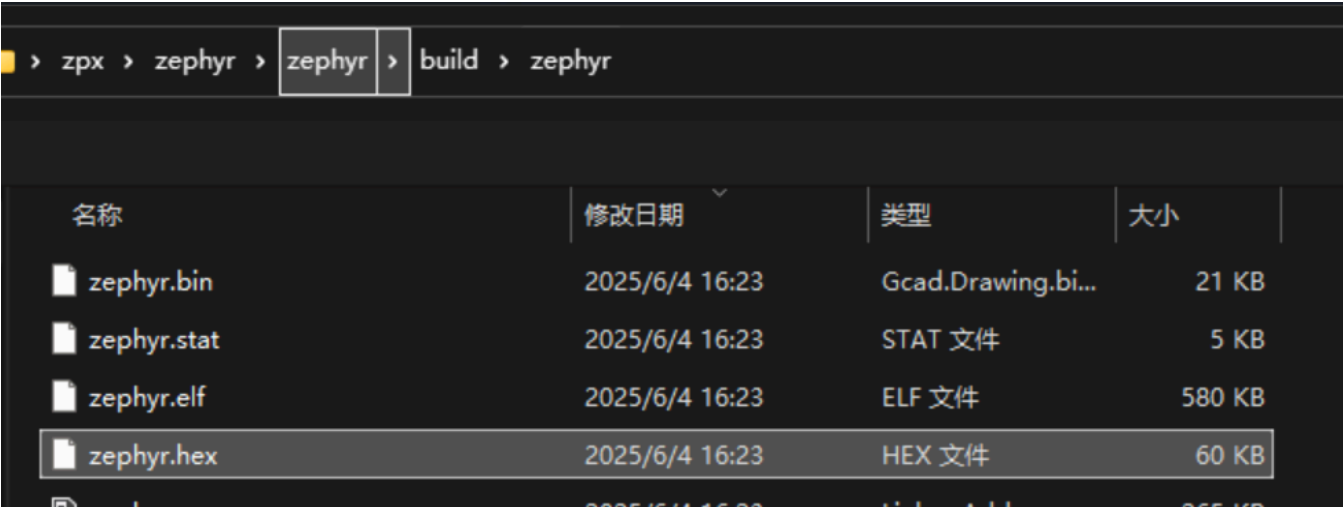 zpx > zephyr > zephyr > build > zephyr
名称 修改日期 类型 大小
zephyr.bin 2025/6/4 16:23 Gcad.Drawing.bi... 21 KB
zephyr.stat 2025/6/4 16:23 STAT 文件 5 KB
zephyr.elf 2025/6/4 16:23 ELF 文件 580 KB
zephyr.hex 2025/6/4 16:23 HEX 文件 60 KB